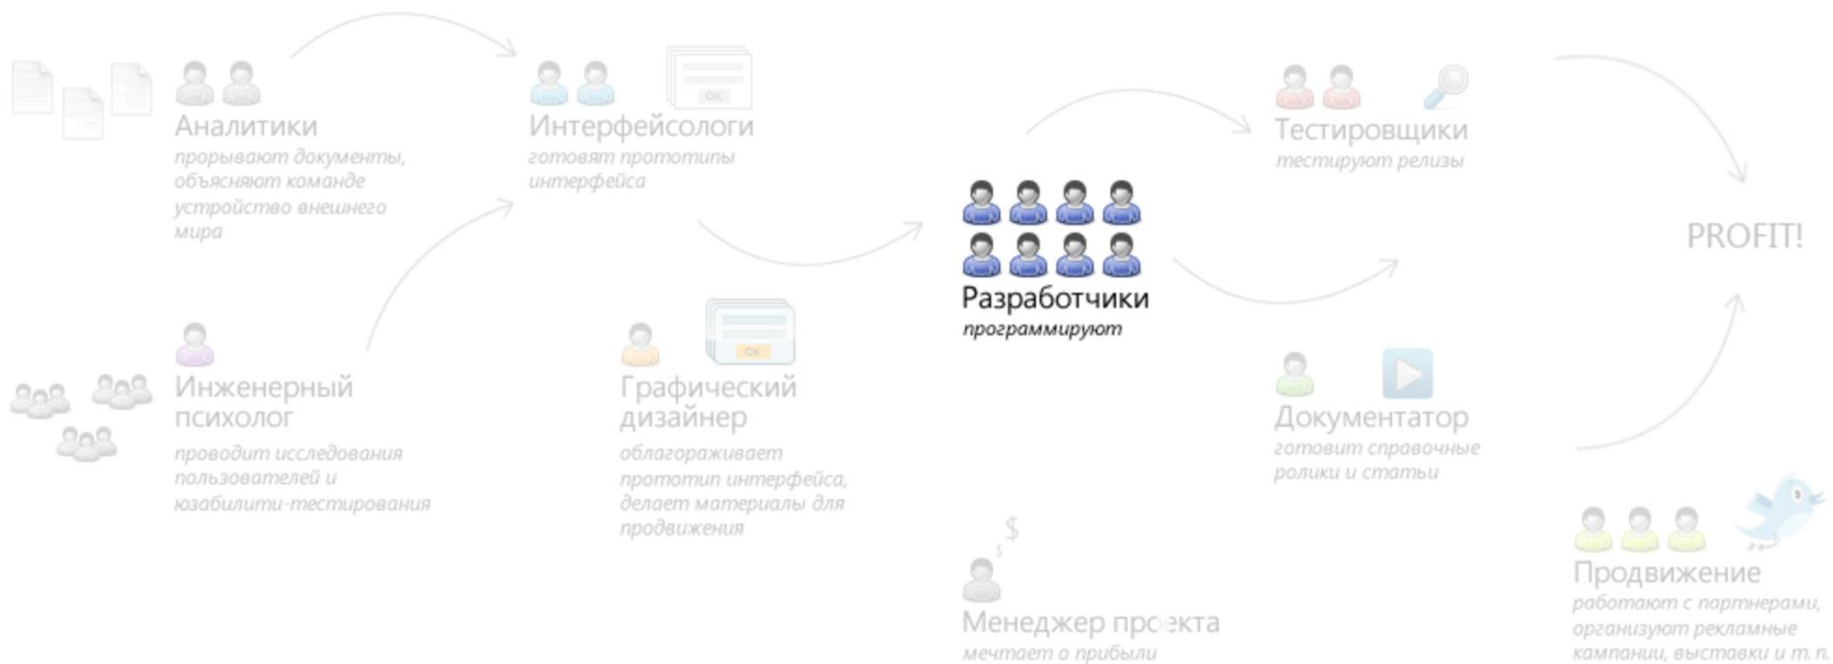 Аналитики
прорывают документы,
объясняют команде
устройство внешнего
мира
Интерфейсологи
готовят прототипы
интерфейса
OK
Инженерный
психолог
проводит исследования
пользователей и
юзабилити-тестирования
Графический
дизайнер
облагораживает
прототип интерфейса,
делает материалы для
продвижения
OK
Разработчики
программируют
$
$
Менеджер проекта
мечтает о прибыли
Тестировщики
тестируют релизы
Документатор
готовит справочные
ролики и статьи
PROFIT!
Продвижение
работают с партнерами,
организуют рекламные
кампании, выставки и т. п.